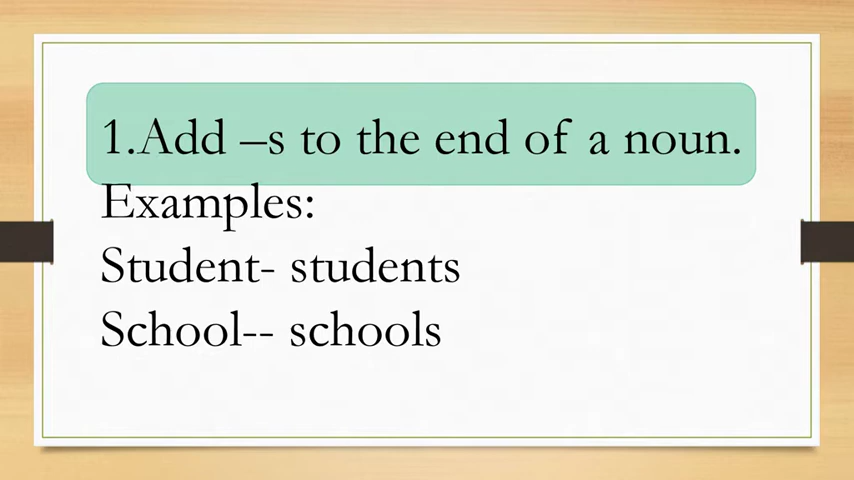 1.Add –s to the end of a noun.
Examples:
Student- students
School-- schools